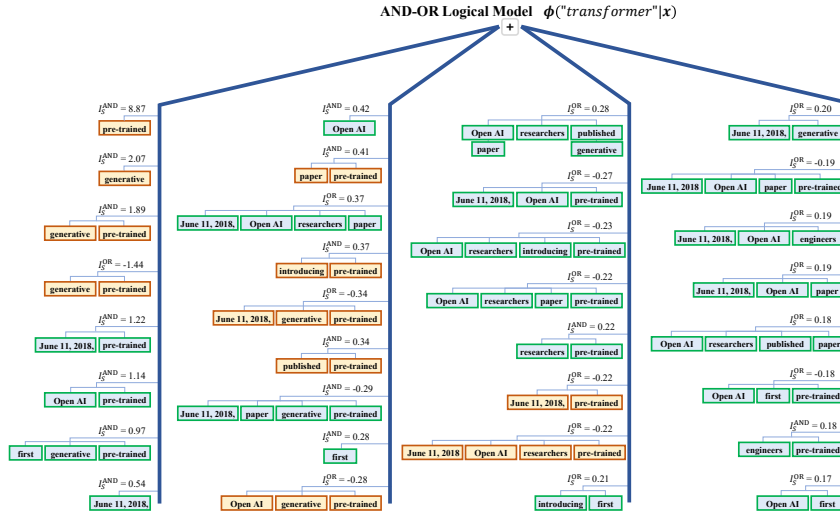 AND-OR Logical Model ϕ("transformer"|x)
+
I_S^AND = 8.87
pre-trained
I_S^AND = 2.07
generative
I_S^AND = 1.89
generative pre-trained
I_S^OR = -1.44
generative pre-trained
I_S^AND = 1.22
June 11, 2018, pre-trained
I_S^AND = 1.14
Open AI pre-trained
I_S^AND = 0.97
first generative pre-trained
I_S^AND = 0.54
June 11, 2018,
I_S^AND = 0.42
Open AI
I_S^AND = 0.41
paper pre-trained
I_S^OR = 0.37
June 11, 2018, Open AI researchers paper
I_S^AND = 0.37
introducing pre-trained
I_S^OR = -0.34
June 11, 2018, generative pre-trained
I_S^AND = 0.34
published pre-trained
I_S^AND = -0.29
June 11, 2018, paper generative pre-trained
I_S^AND = 0.28
first
I_S^OR = -0.28
Open AI generative pre-trained
I_S^OR = 0.28
Open AI researchers published
paper generative
I_S^OR = -0.27
June 11, 2018, Open AI pre-trained
I_S^OR = -0.23
Open AI researchers introducing pre-trained
I_S^OR = -0.22
Open AI researchers paper pre-trained
I_S^AND = 0.22
researchers pre-trained
I_S^OR = -0.22
June 11, 2018, pre-trained
I_S^OR = -0.22
June 11, 2018 Open AI researchers pre-trained
I_S^OR = 0.21
introducing first
I_S^OR = 0.20
June 11, 2018, generative
I_S^OR = -0.19
June 11, 2018 Open AI paper pre-trained
I_S^OR = 0.19
June 11, 2018, Open AI engineers
I_S^OR = 0.19
June 11, 2018, Open AI paper
I_S^OR = 0.18
Open AI researchers published paper
I_S^OR = -0.18
Open AI first pre-trained
I_S^AND = 0.18
engineers pre-trained
I_S^OR = 0.17
Open AI first